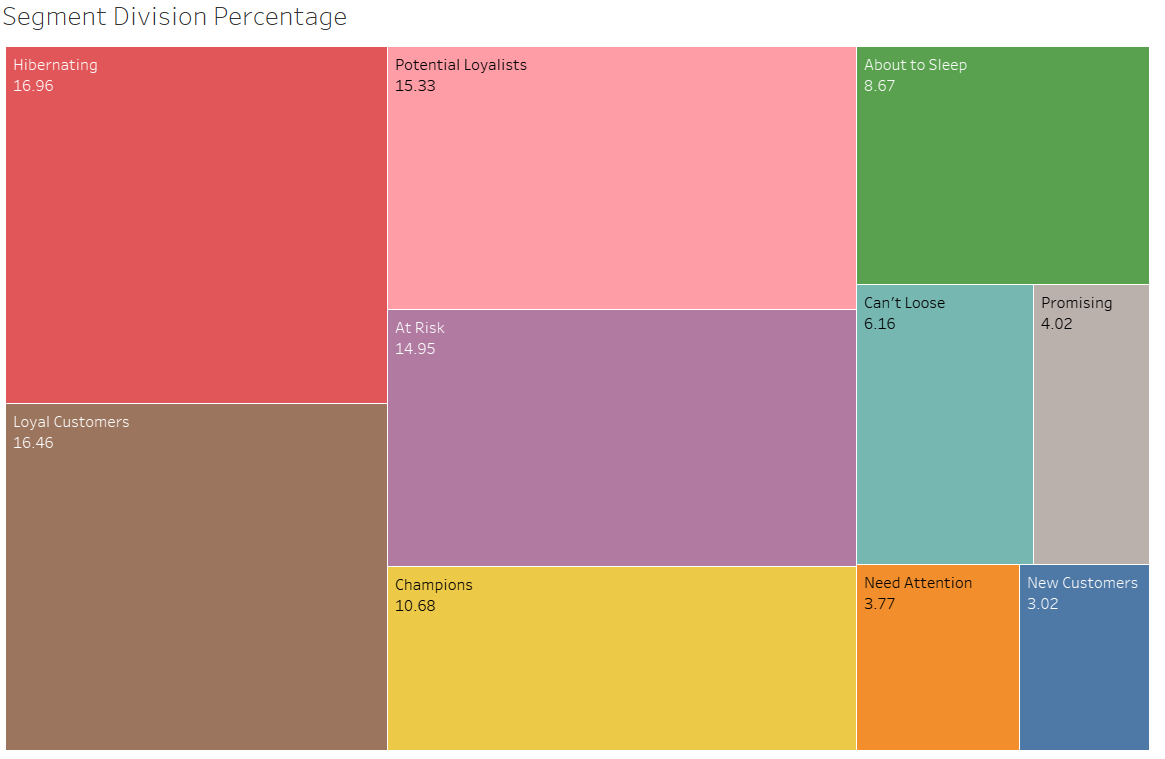 Segment Division Percentage
Hibernating
16.96
Loyal Customers
16.46
Potential Loyalists
15.33
At Risk
14.95
Champions
10.68
About to Sleep
8.67
Can't Loose
6.16
Promising
4.02
Need Attention
3.77
New Customers
3.02